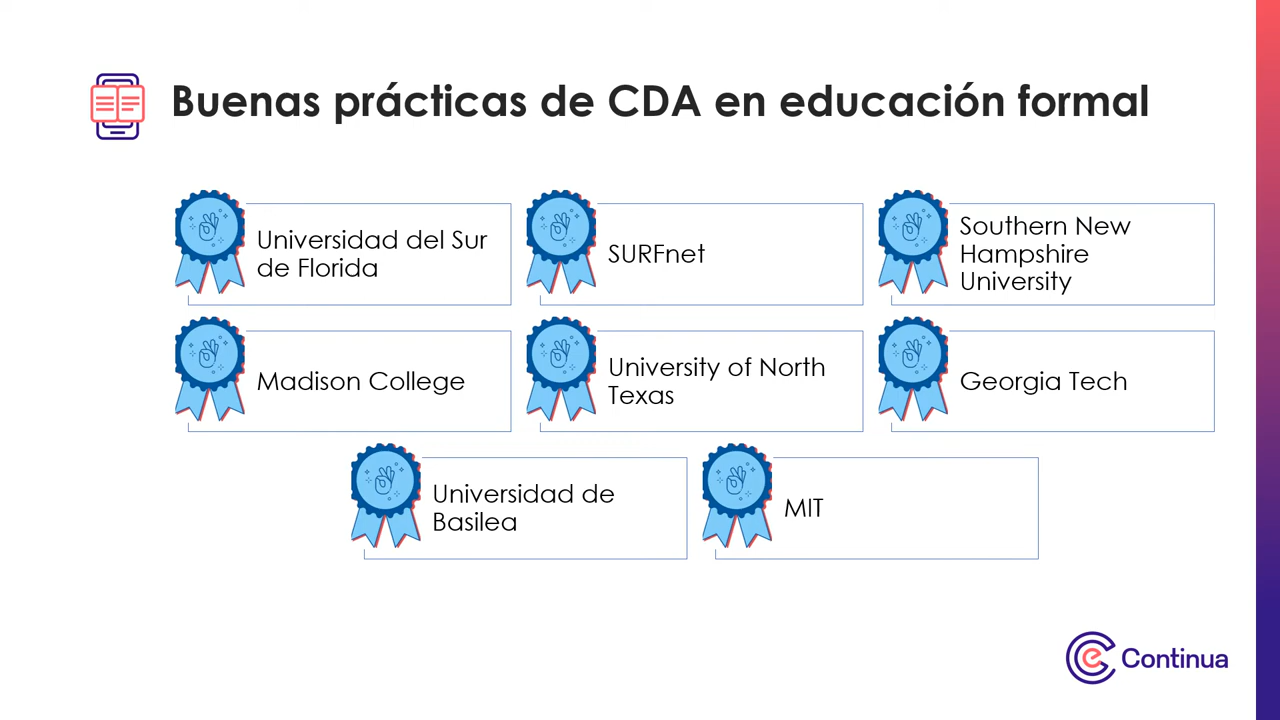 Buenas prácticas de CDA en educación formal
Universidad del Sur
de Florida
SURFnet
Southern New
Hampshire
University
Madison College
University of North
Texas
Georgia Tech
Universidad de
Basilea
MIT
e Continua